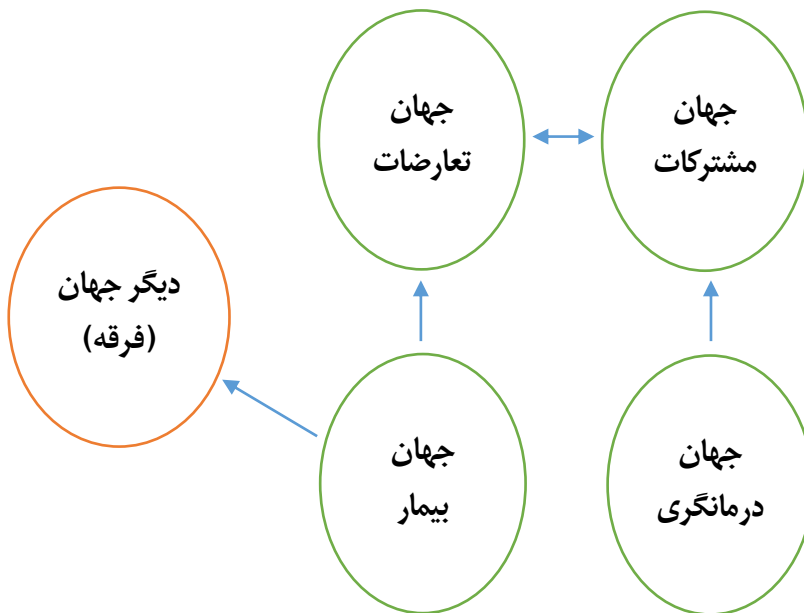 جهان
مشترکات
جهان
تعارضات
دیگر جهان
(فرقه)
جهان
درمانگری
جهان
بیمار